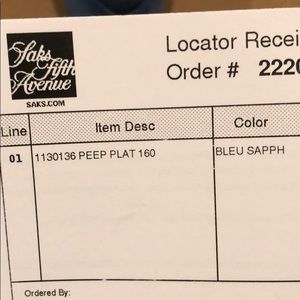 Saks
Fifth
Avenue
SAKS.COM
Locator Recei
Order # 2220
Line Item Desc Color
01 1130136 PEEP PLAT 160 BLEU SAPPH
Ordered By: